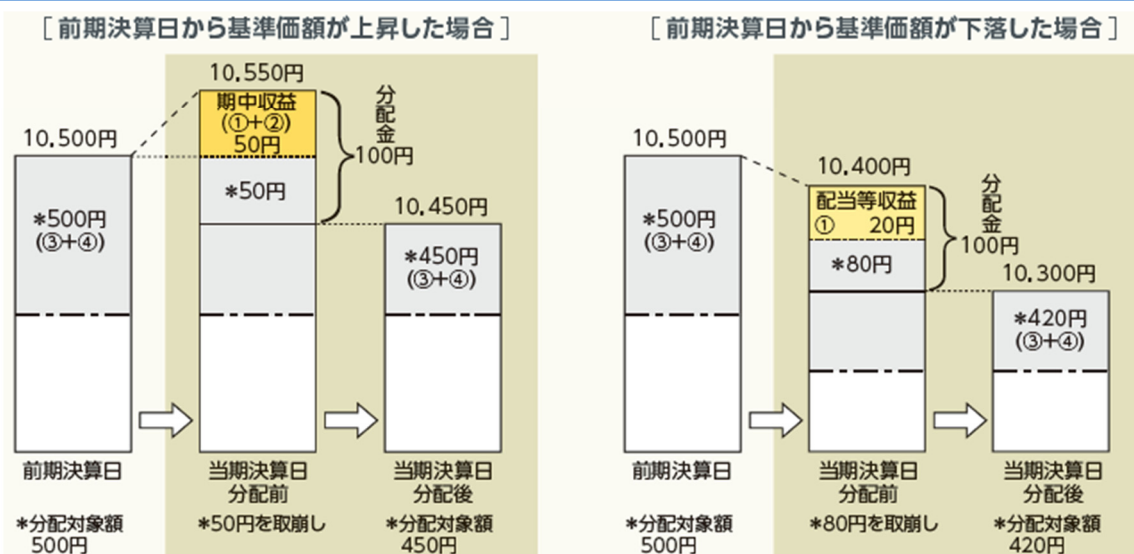 [前期決算日から基準価額が上昇した場合]
10,550円
期中収益
(①+②)
50円
分配金
100円
10,500円
*500円
(③+④)
*50円
10,450円
*450円
(③+④)
前期決算日
当期決算日
分配前
当期決算日
分配後
*分配対象額
500円
*50円を取崩し
*分配対象額
450円
[前期決算日から基準価額が下落した場合]
10,500円
*500円
(③+④)
10,400円
配当等収益
① 20円
*80円
分配金
100円
10,300円
*420円
(③+④)
前期決算日
当期決算日
分配前
当期決算日
分配後
*分配対象額
500円
*80円を取崩し
*分配対象額
420円